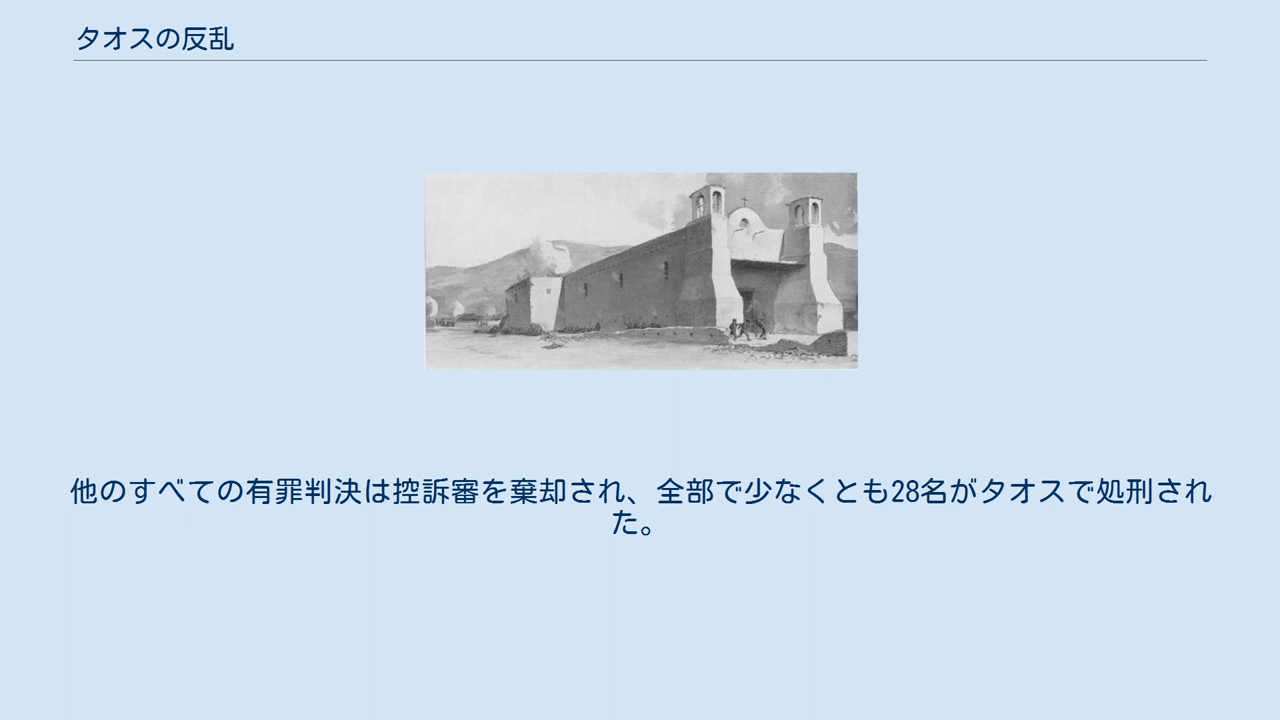 タオスの反乱
他のすべての有罪判決は控訴審を棄却され、全部で少なくとも28名がタオスで処刑され
た。